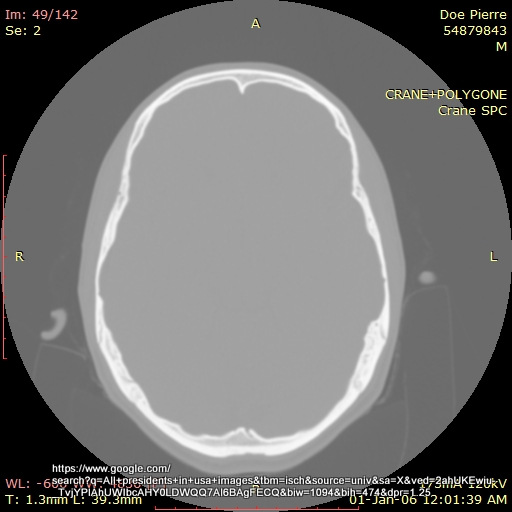 Im: 49/142
Se: 2
A
Doe Pierre
54879843
M
CRANE+POLYGONE
Crane SPC
R
L
https://www.google.com/
search?q=All+presidents+in+usa+images&tbm=isch&source=univ&sa=X&ved=2ahUKEwiu
173mA 120kV
T: 1.3mm L: 39.3mm
01-Jan-06 12:01:39 AM